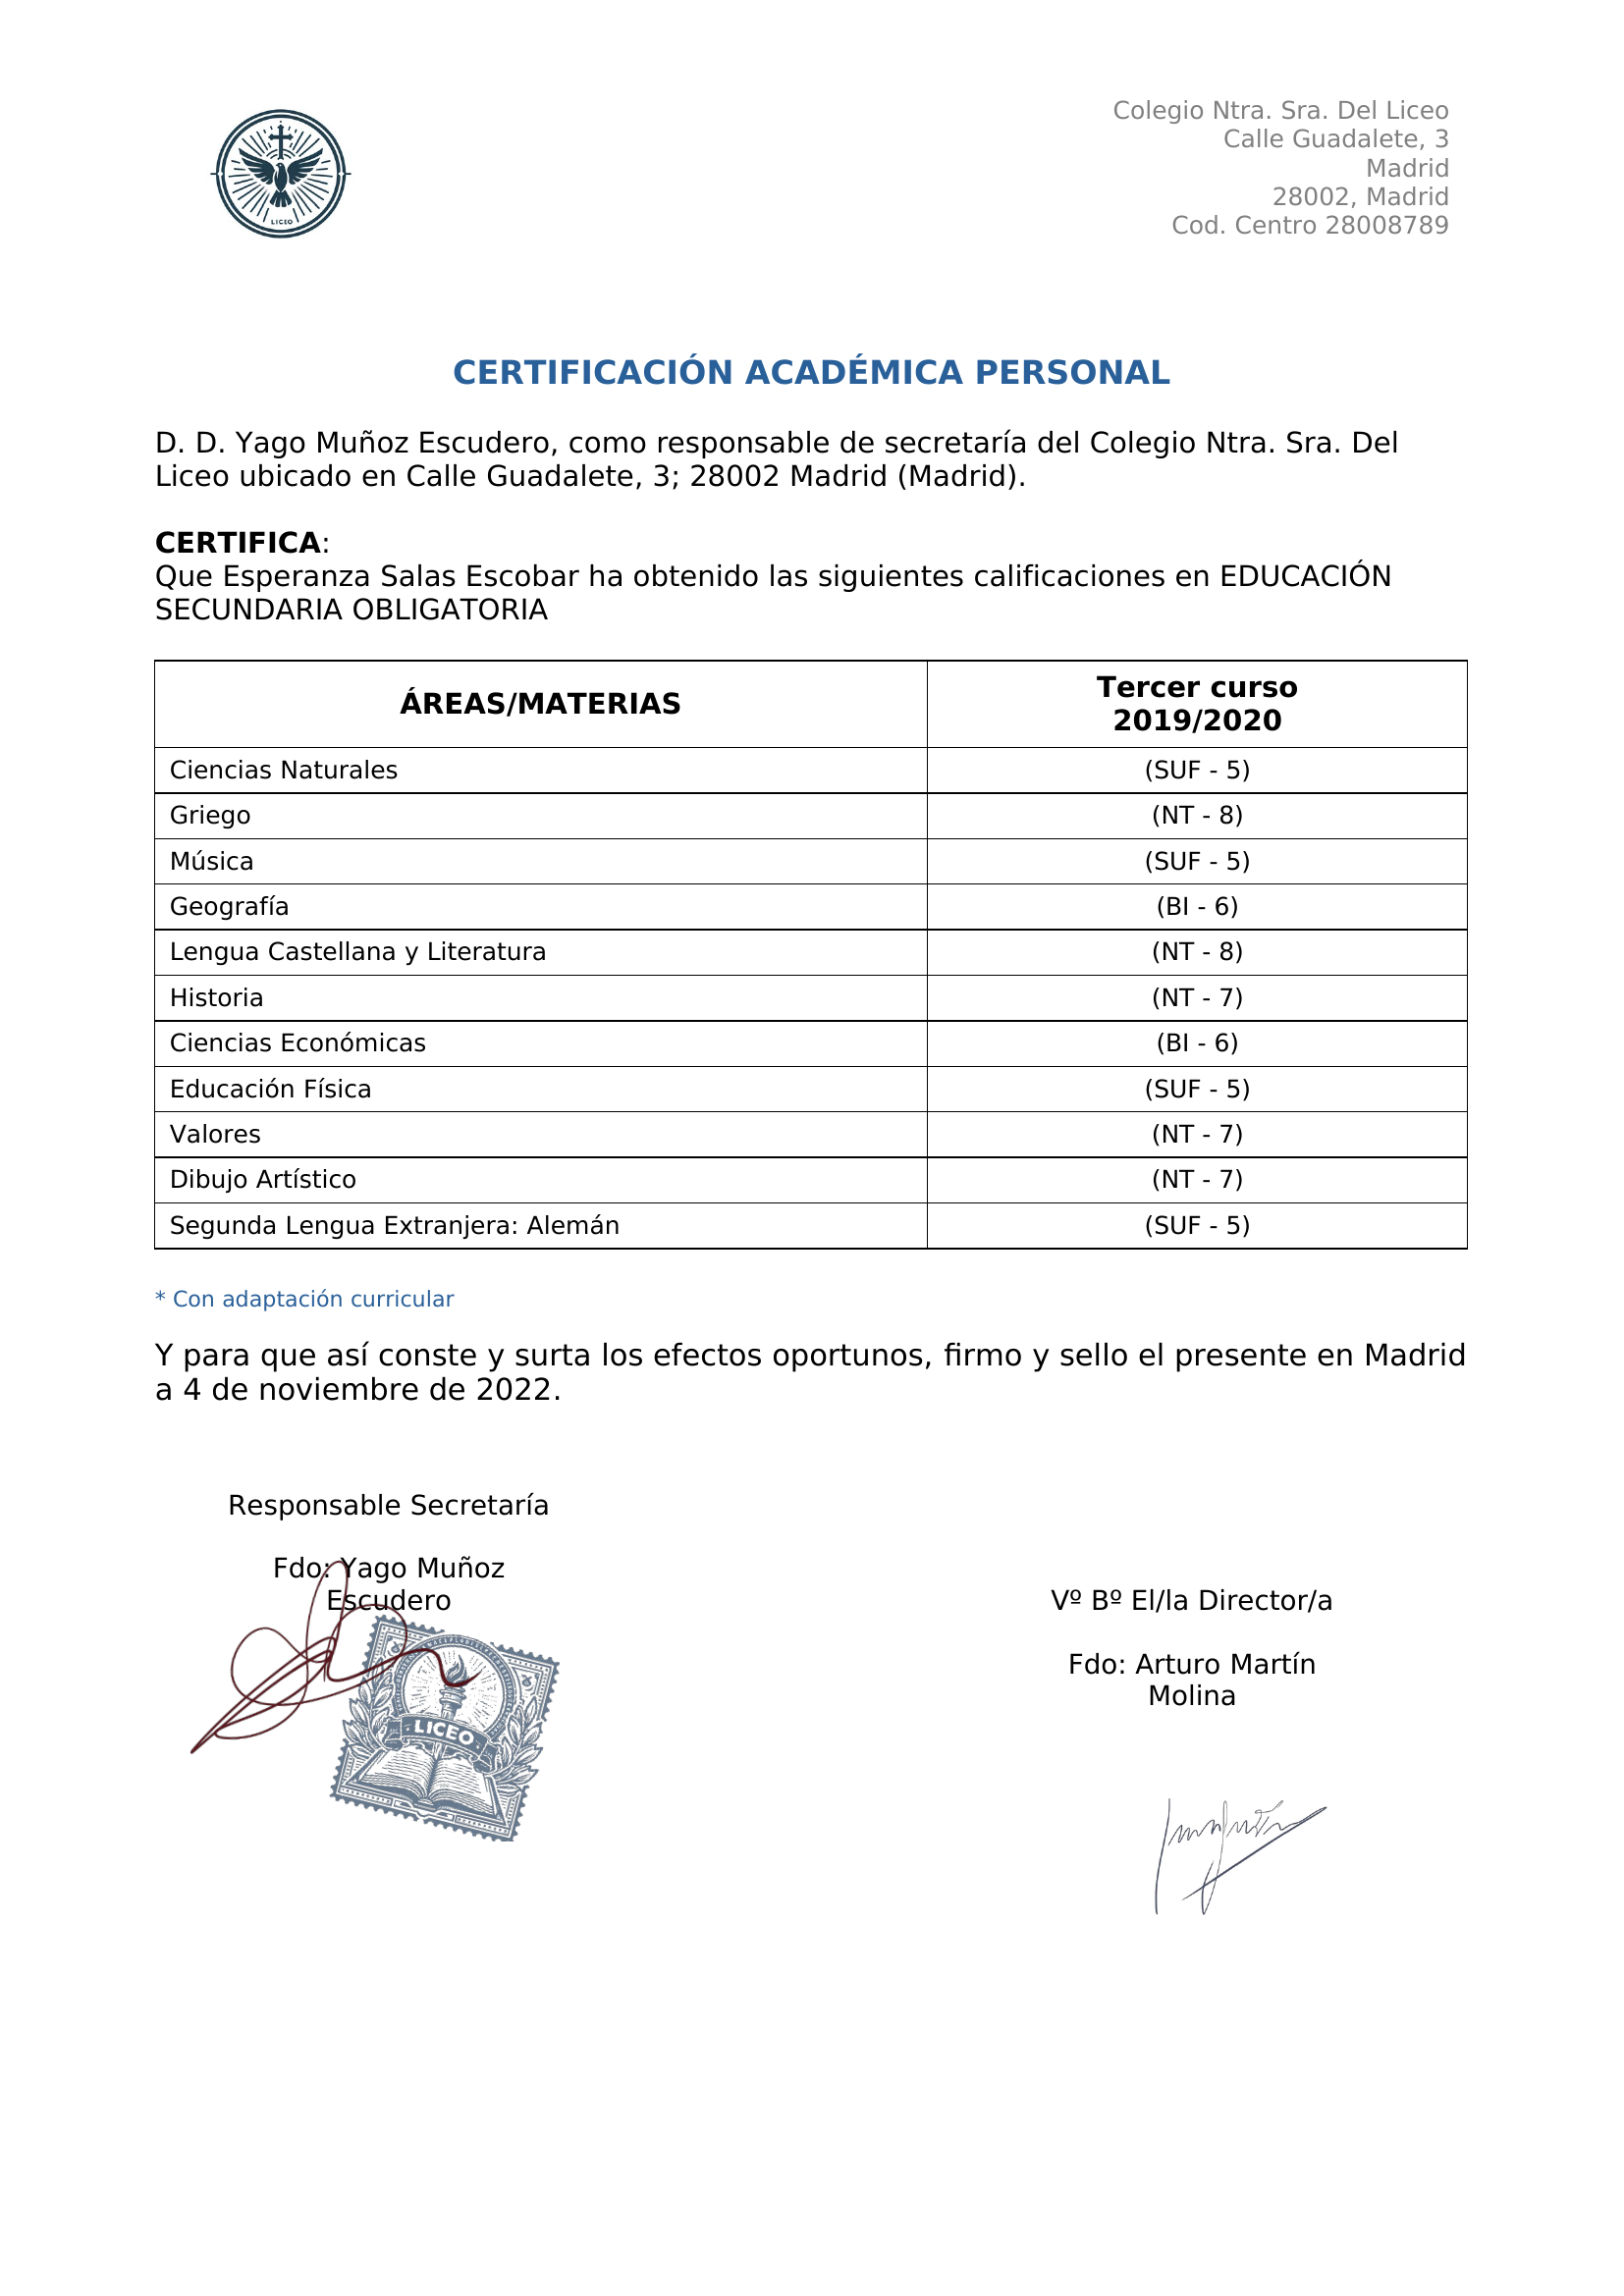 LICEO
Colegio Ntra. Sra. Del Liceo
Calle Guadalete, 3
Madrid
28002, Madrid
Cod. Centro 28008789
CERTIFICACIÓN ACADÉMICA PERSONAL
D. D. Yago Muñoz Escudero, como responsable de secretaría del Colegio Ntra. Sra. Del
Liceo ubicado en Calle Guadalete, 3; 28002 Madrid (Madrid).
CERTIFICA:
Que Esperanza Salas Escobar ha obtenido las siguientes calificaciones en EDUCACIÓN
SECUNDARIA OBLIGATORIA
ÁREAS/MATERIAS
Tercer curso
2019/2020
Ciencias Naturales (SUF - 5)
Griego (NT - 8)
Música (SUF - 5)
Geografía (BI - 6)
Lengua Castellana y Literatura (NT - 8)
Historia (NT - 7)
Ciencias Económicas (BI - 6)
Educación Física (SUF - 5)
Valores (NT - 7)
Dibujo Artístico (NT - 7)
Segunda Lengua Extranjera: Alemán (SUF - 5)
* Con adaptación curricular
Y para que así conste y surta los efectos oportunos, firmo y sello el presente en Madrid
a 4 de noviembre de 2022.
Responsable Secretaría
Fdo: Yago Muñoz
Escudero
Vº Bº El/la Director/a
Fdo: Arturo Martín
Molina
LICEO